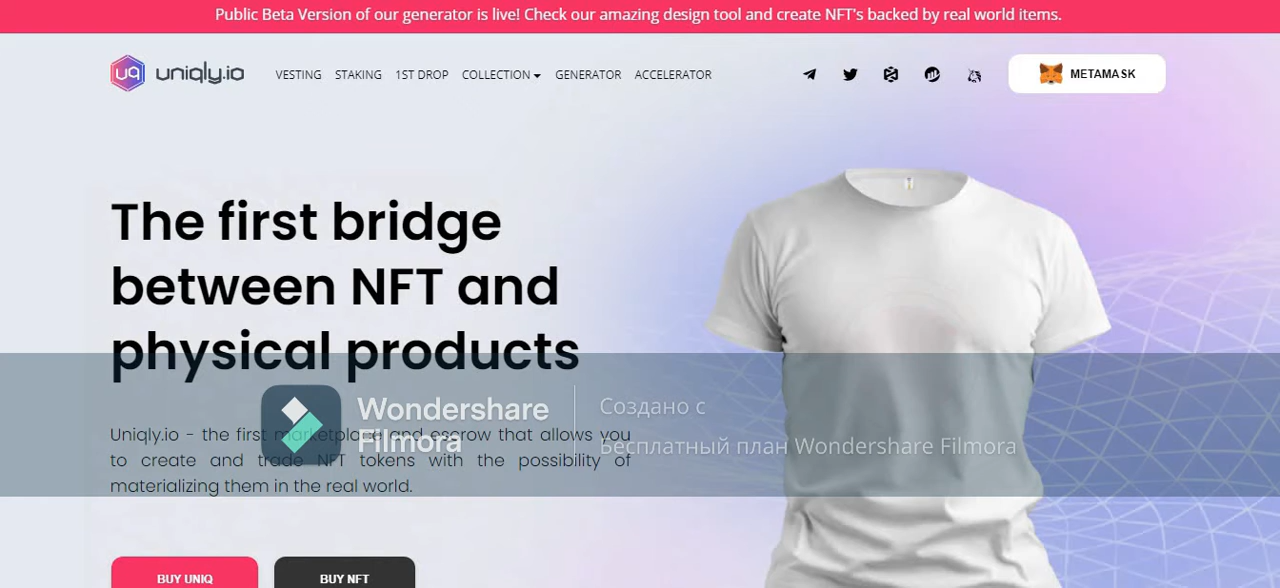 Public Beta Version of our generator is live! Check our amazing design tool and create NFT's backed by real world items.
uq uniqly.io
VESTING STAKING 1ST DROP COLLECTION GENERATOR ACCELERATOR
METAMASK
The first bridge
between NFT and
physical products
Uniqly.io - the first marketplace and escrow that allows you
to create and trade NFT tokens with the possibility of
materializing them in the real world.
Wondershare
Filmora
Создано с
Бесплатный план Wondershare Filmora
BUY UNIQ
BUY NFT